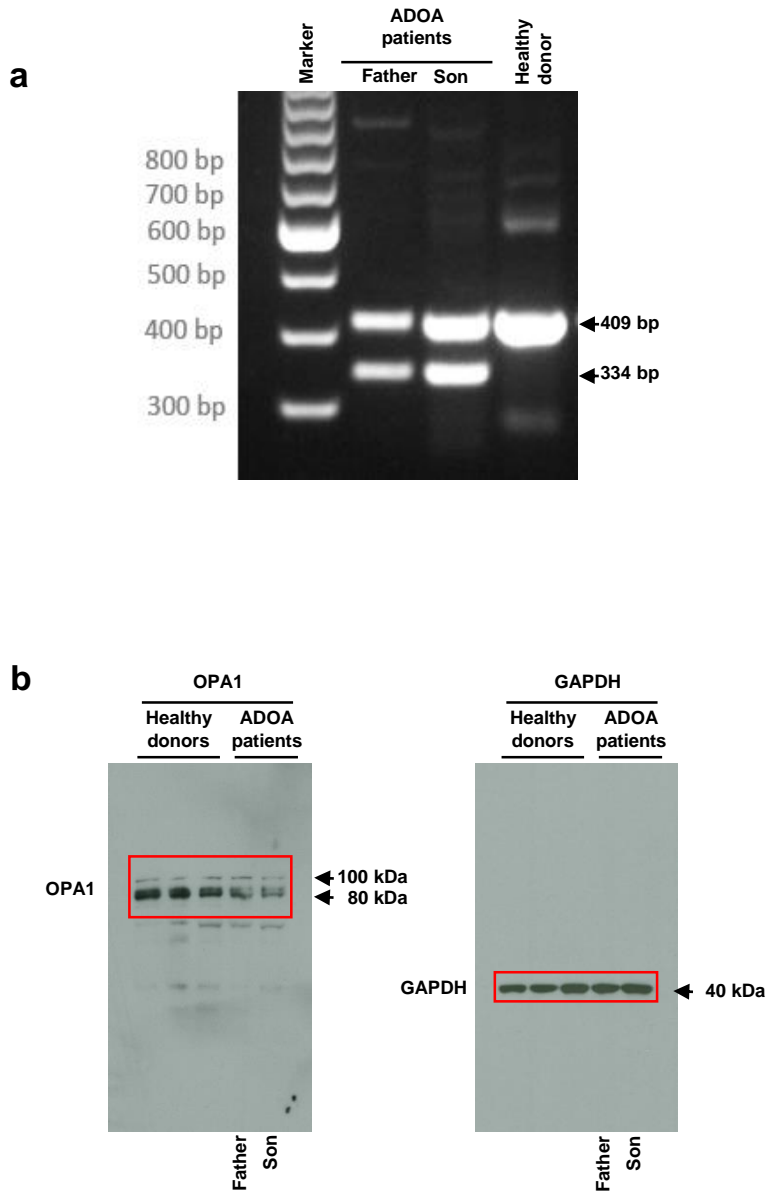 a
Marker
ADOA
patients
Father Son
Healthy
donor
800 bp
700 bp
600 bp
500 bp
400 bp
300 bp
409 bp
334 bp
b
OPA1
Healthy
donors
ADOA
patients
OPA1
100 kDa
80 kDa
Father
Son
GAPDH
Healthy
donors
ADOA
patients
GAPDH
40 kDa
Father
Son